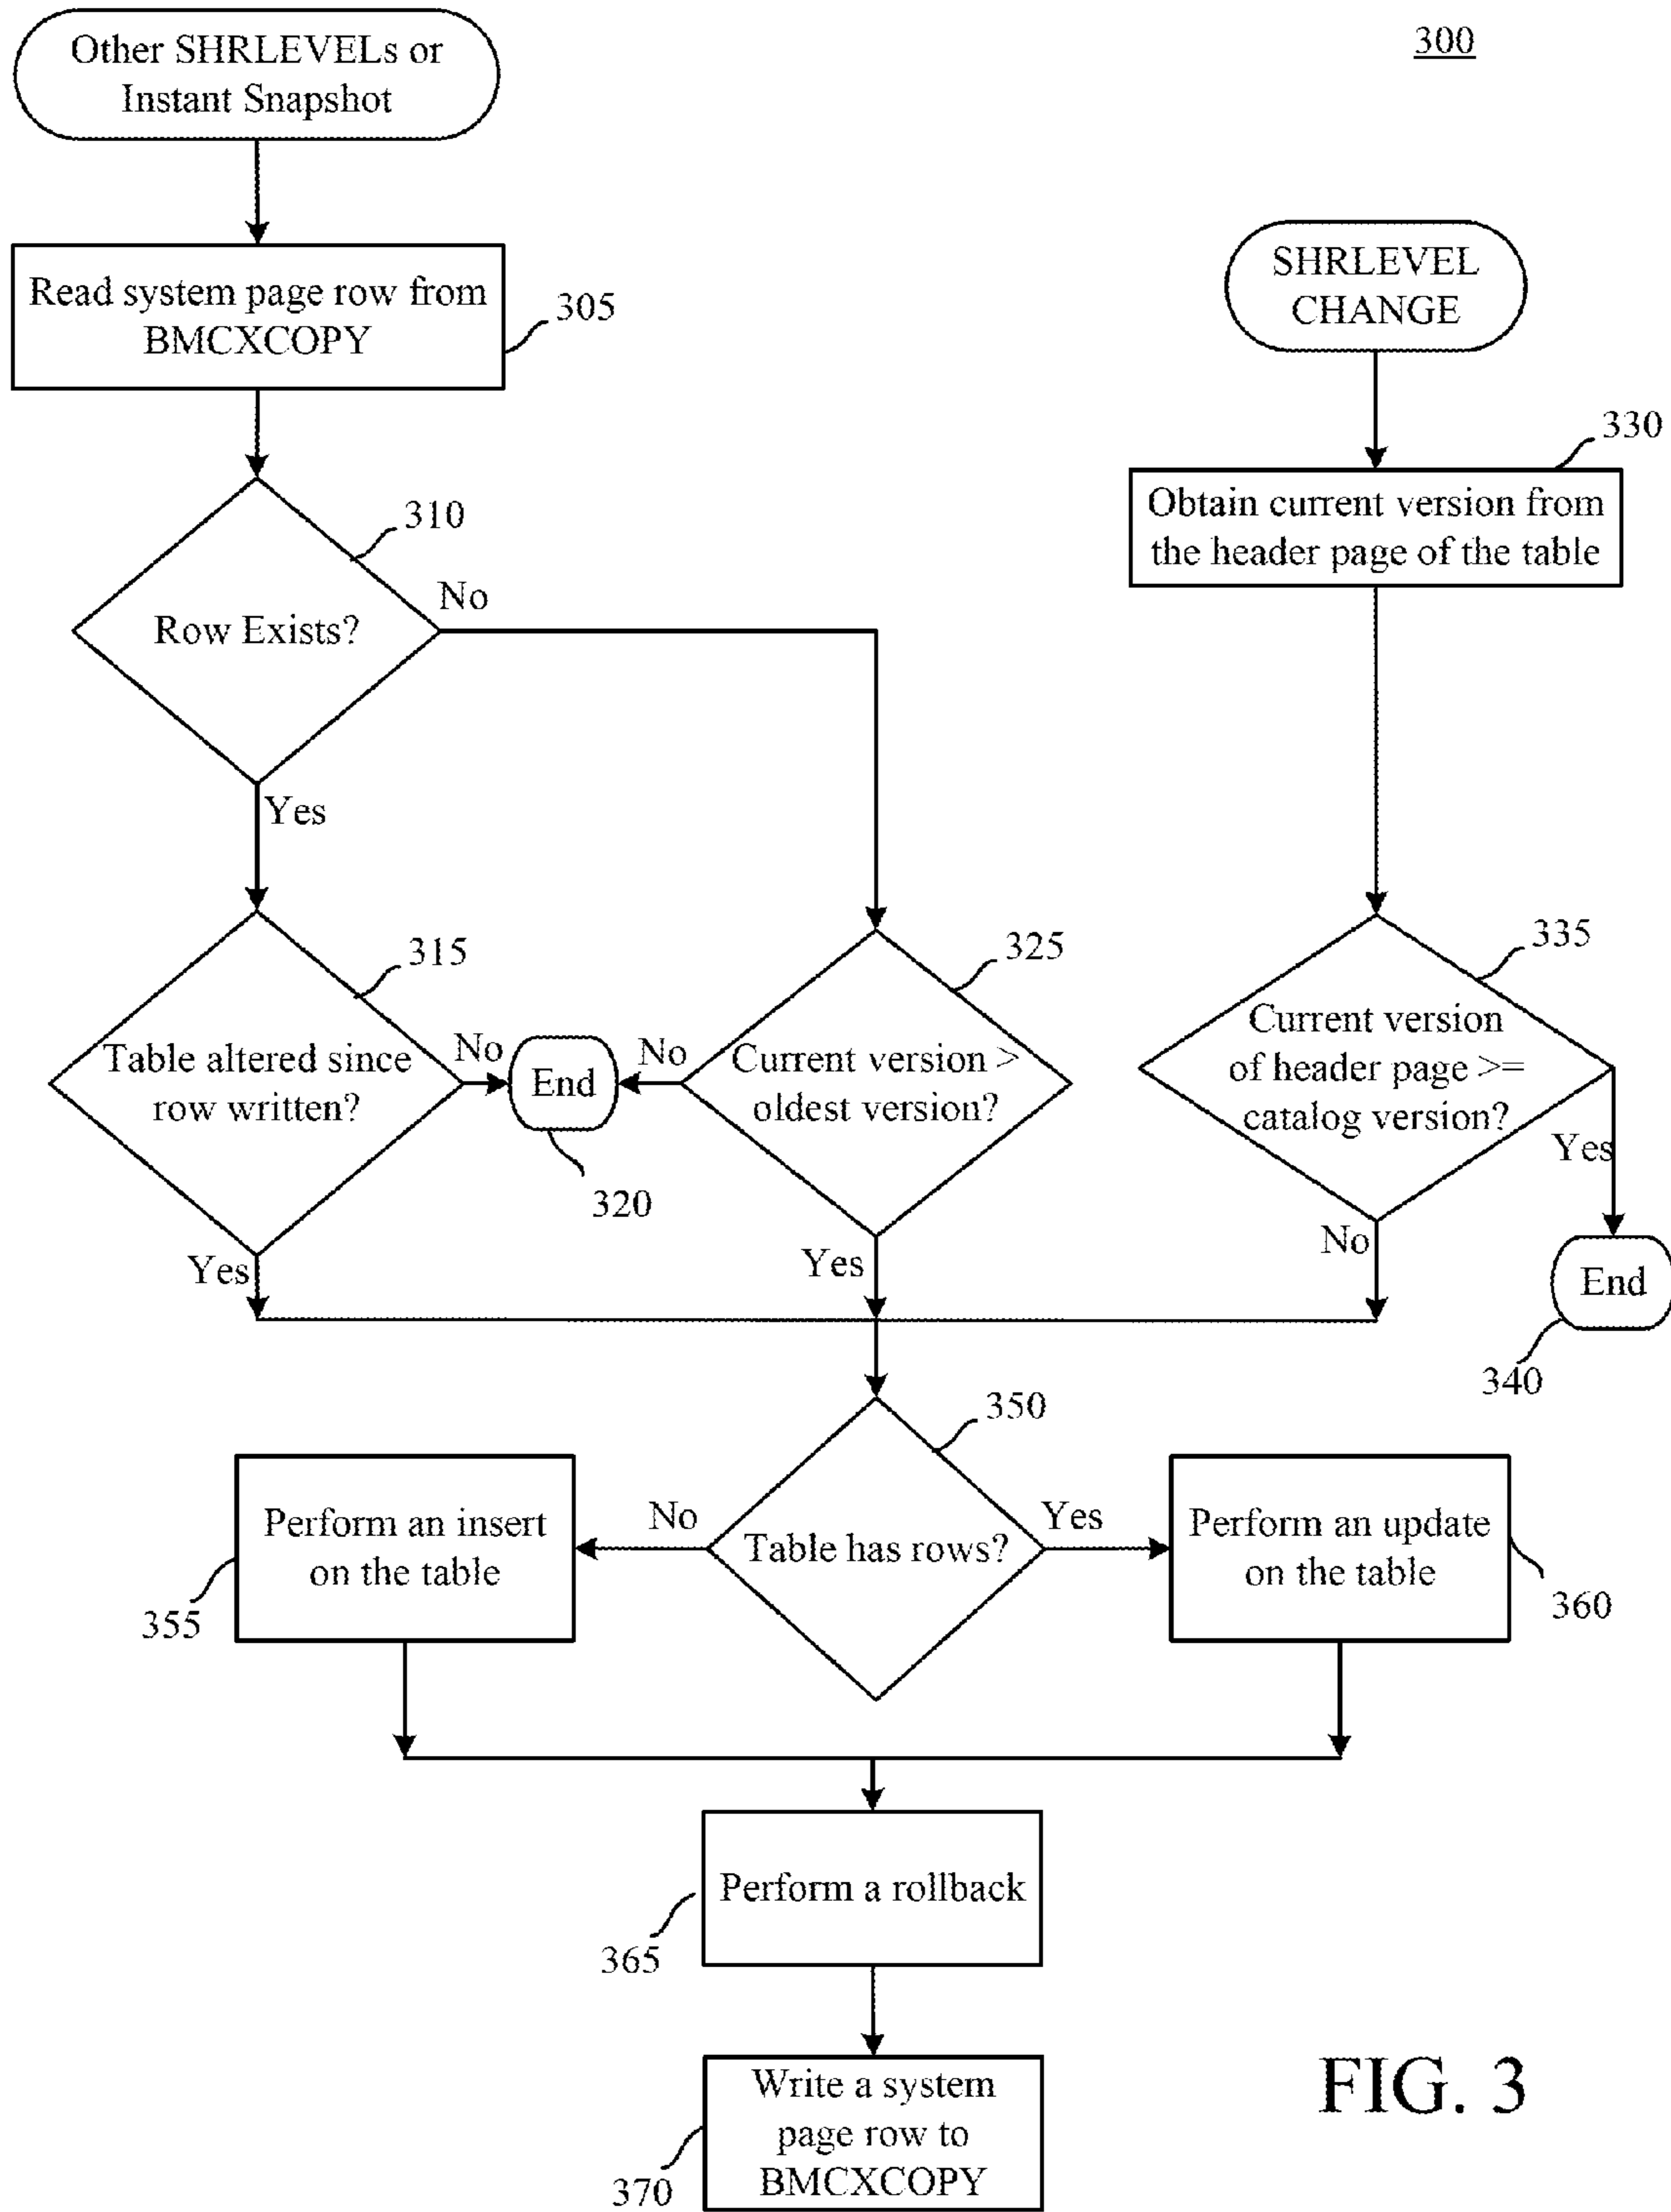 300
Other SHRLEVELs or
Instant Snapshot
Read system page row from
BMCXCOPY
305
SHRLEVEL
CHANGE
330
Obtain current version from
the header page of the table
310
Row Exists?
No
Yes
315
Table altered since
row written?
No
Yes
End
320
325
Current version >
oldest version?
No
Yes
335
Current version
of header page >=
catalog version?
Yes
No
End
340
350
Table has rows?
No
Yes
Perform an insert
on the table
355
Perform an update
on the table
360
Perform a rollback
365
Write a system
page row to
BMCXCOPY
370
FIG. 3